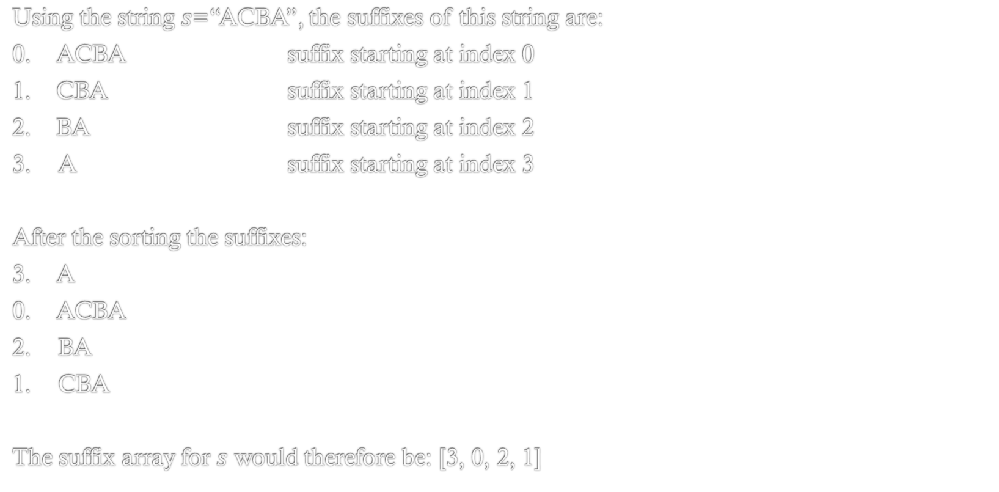 Using the string s=“ACBA”, the suffixes of this string are:
0. ACBA suffix starting at index 0
1. CBA suffix starting at index 1
2. BA suffix starting at index 2
3. A suffix starting at index 3
After the sorting the suffixes:
3. A
0. ACBA
2. BA
1. CBA
The suffix array for s would therefore be: [3, 0, 2, 1]